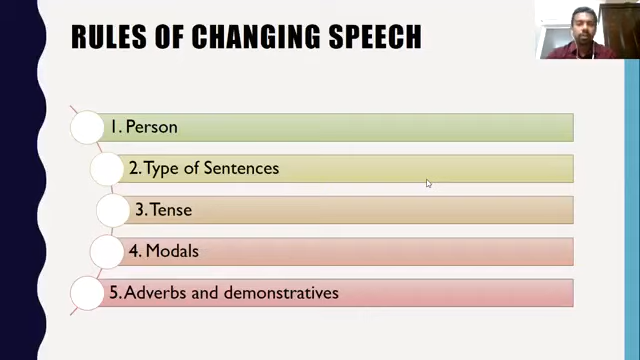 RULES OF CHANGING SPEECH
1. Person
2. Type of Sentences
3. Tense
4. Modals
5. Adverbs and demonstratives